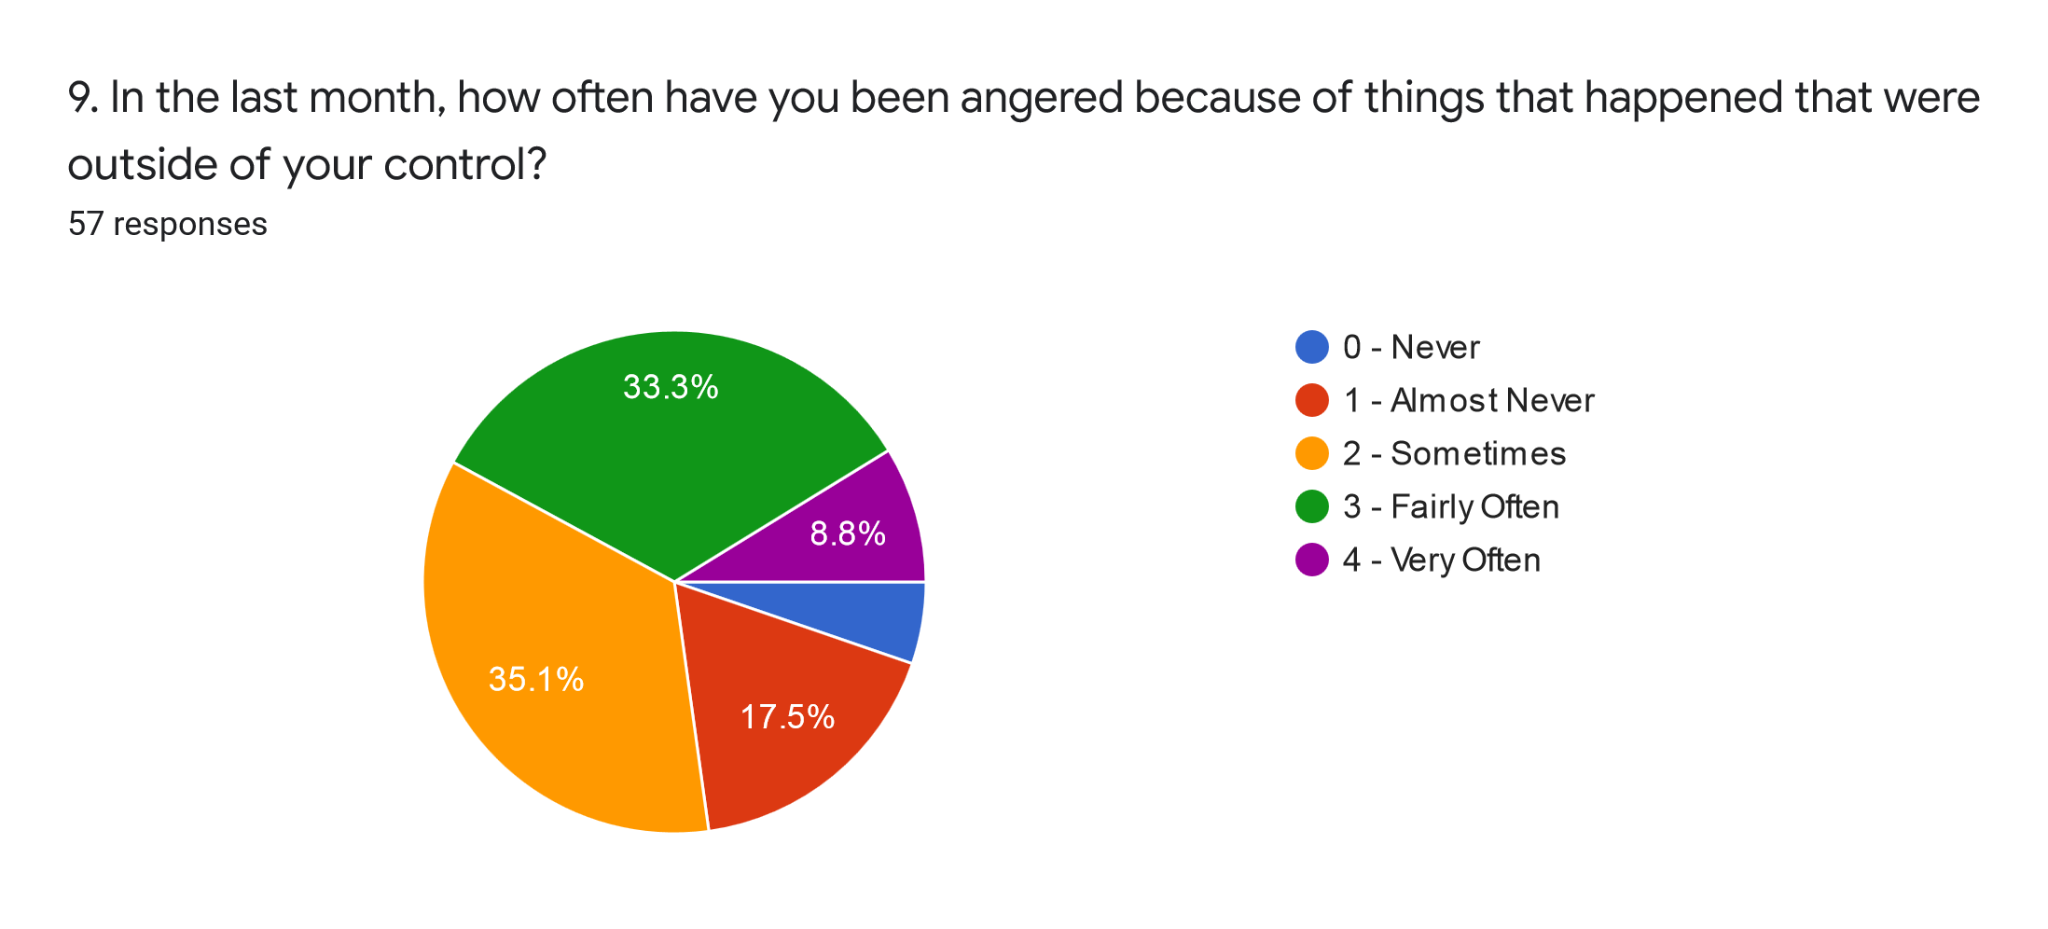 9. In the last month, how often have you been angered because of things that happened that were
outside of your control?
57 responses
33.3%
8.8%
35.1%
17.5%
0 - Never
1 - Almost Never
2 - Sometimes
3 - Fairly Often
4 - Very Often